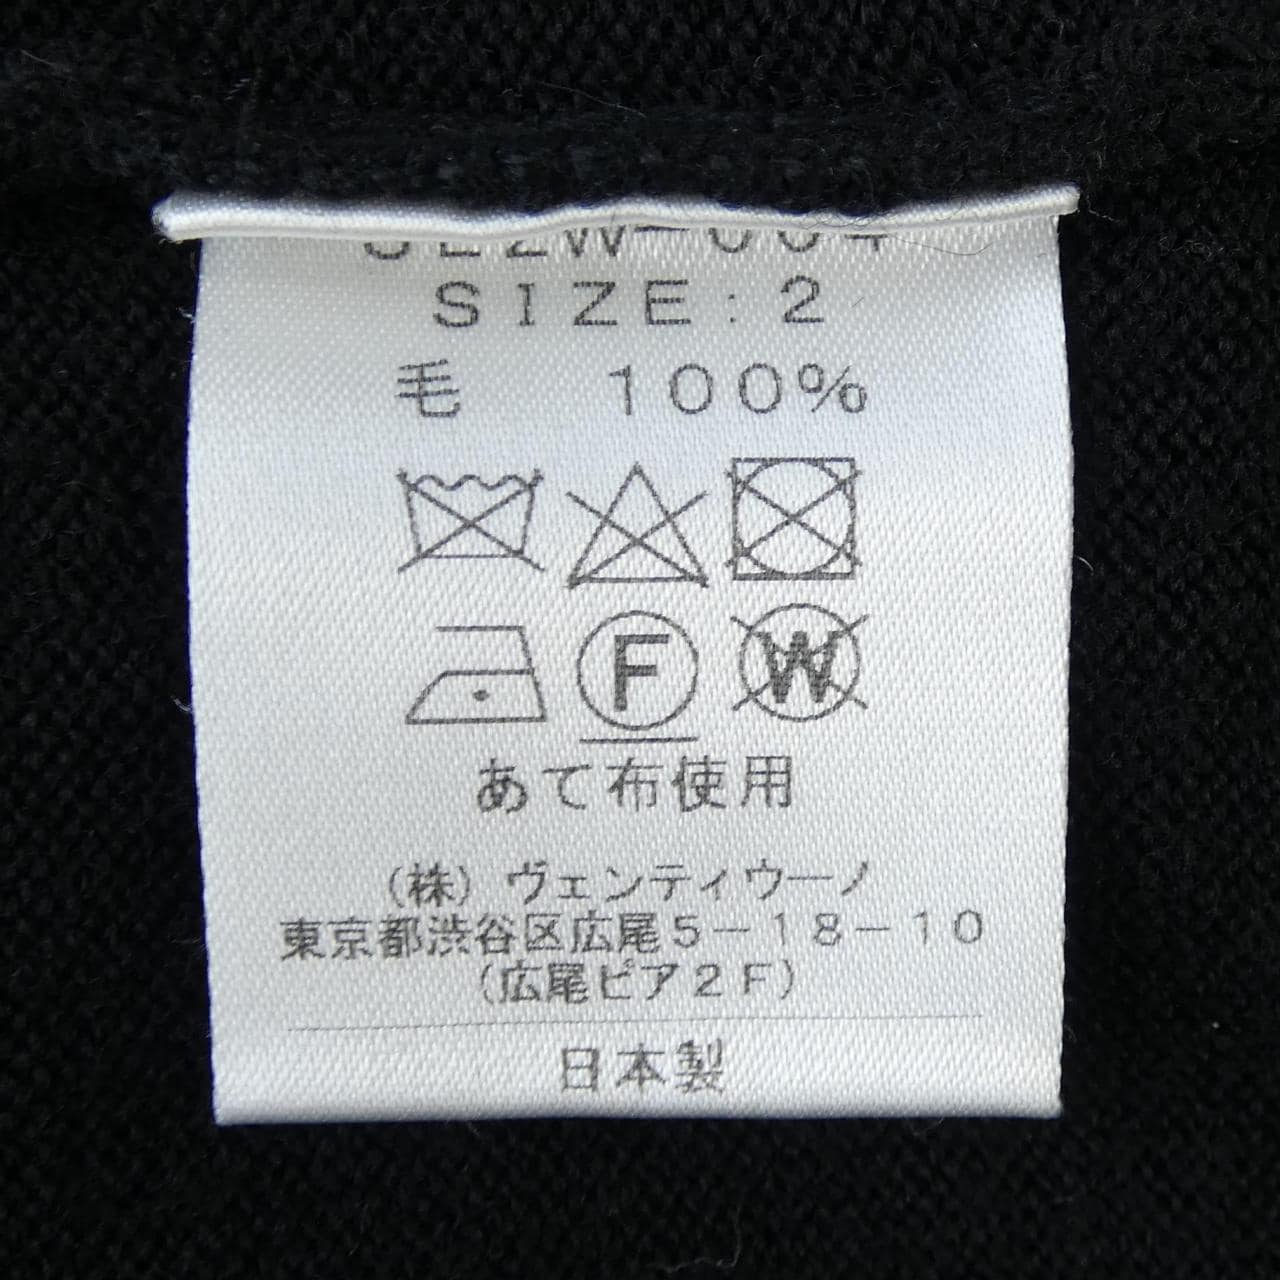 SIZE：2
毛　100%
F W
あて布使用
（株）ヴェンティウーノ
東京都渋谷区広尾5－18－10
（広尾ピア2F）
日本製